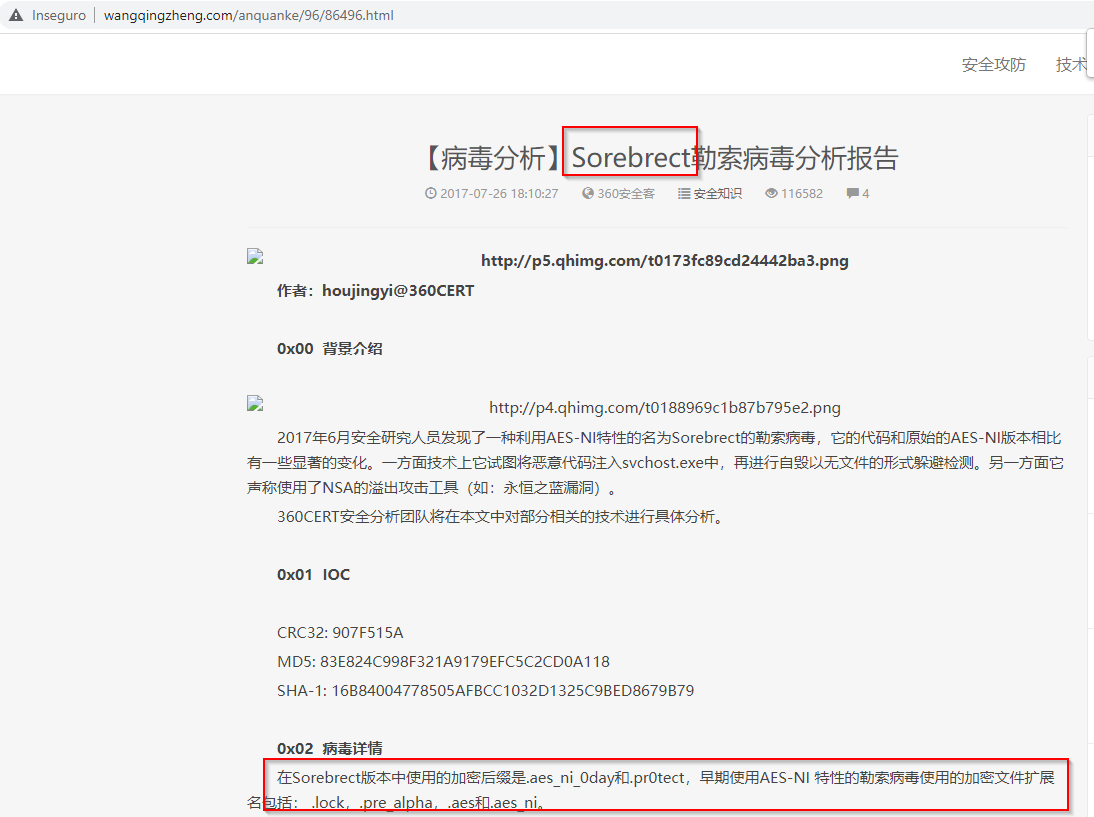 Inseguro | wangqingzheng.com/anquanke/96/86496.html
安全攻防 技术
【病毒分析】Sorebrect勒索病毒分析报告
2017-07-26 18:10:27 360安全客 安全知识 116582 4
http://p5.qhimg.com/t0173fc89cd24442ba3.png
作者：houjingyi@360CERT
0x00 背景介绍
http://p4.qhimg.com/t0188969c1b87b795e2.png
2017年6月安全研究人员发现了一种利用AES-NI特性的名为Sorebrect的勒索病毒，它的代码和原始的AES-NI版本相比
有一些显著的变化。一方面技术上它试图将恶意代码注入svchost.exe中，再进行自毁以无文件的形式躲避检测。另一方面它
声称使用了NSA的溢出攻击工具（如：永恒之蓝漏洞）。
360CERT安全分析团队将在本文中对部分相关的技术进行具体分析。
0x01 IOC
CRC32: 907F515A
MD5: 83E824C998F321A9179EFC5C2CD0A118
SHA-1: 16B84004778505AFBCC1032D1325C9BED8679B79
0x02 病毒详情
在Sorebrect版本中使用的加密后缀是.aes_ni_0day和.pr0tect，早期使用AES-NI 特性的勒索病毒使用的加密文件扩展
名包括： .lock，.pre_alpha，.aes和.aes_ni。